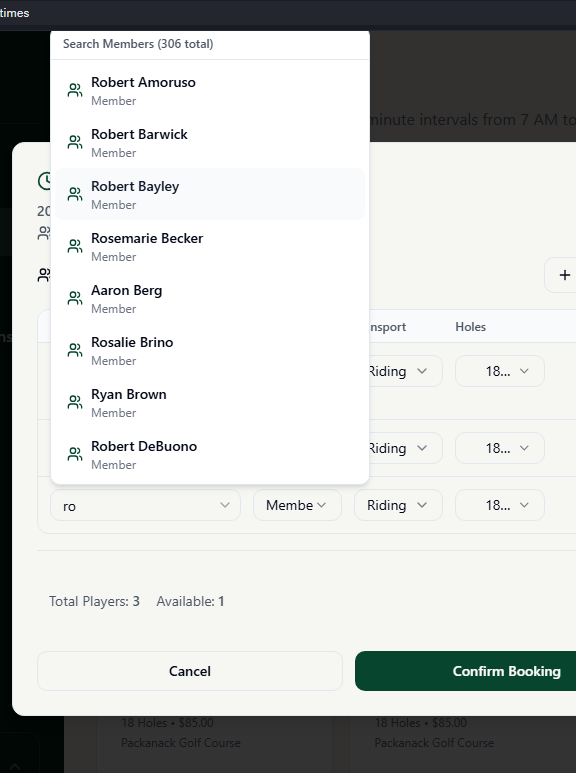 times
Search Members (306 total)
Robert Amoruso
Member
minute intervals from 7 AM to
Robert Barwick
Member
Robert Bayley
Member
20
Rosemarie Becker
Member
Aaron Berg
Member
nsport Holes
ns
Rosalie Brino
Member
Riding 18...
Ryan Brown
Member
Robert DeBuono
Member
Riding 18...
ro Membe Riding 18...
Total Players: 3 Available: 1
Cancel Confirm Booking
18 Holes • $85.00 18 Holes • $85.00
Packanack Golf Course Packanack Golf Course